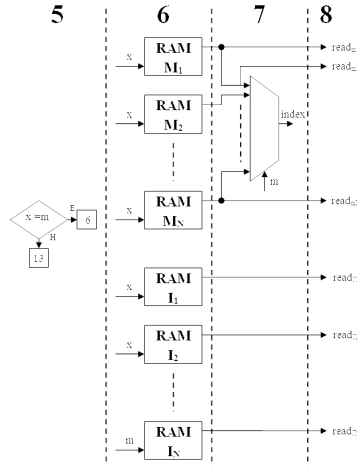 5 6 7 8
x RAM M1 read
read
x RAM M2
index
m
x =m E 6
H
13
x RAM MN read
x RAM I1 read
x RAM I2 read
m RAM IN read